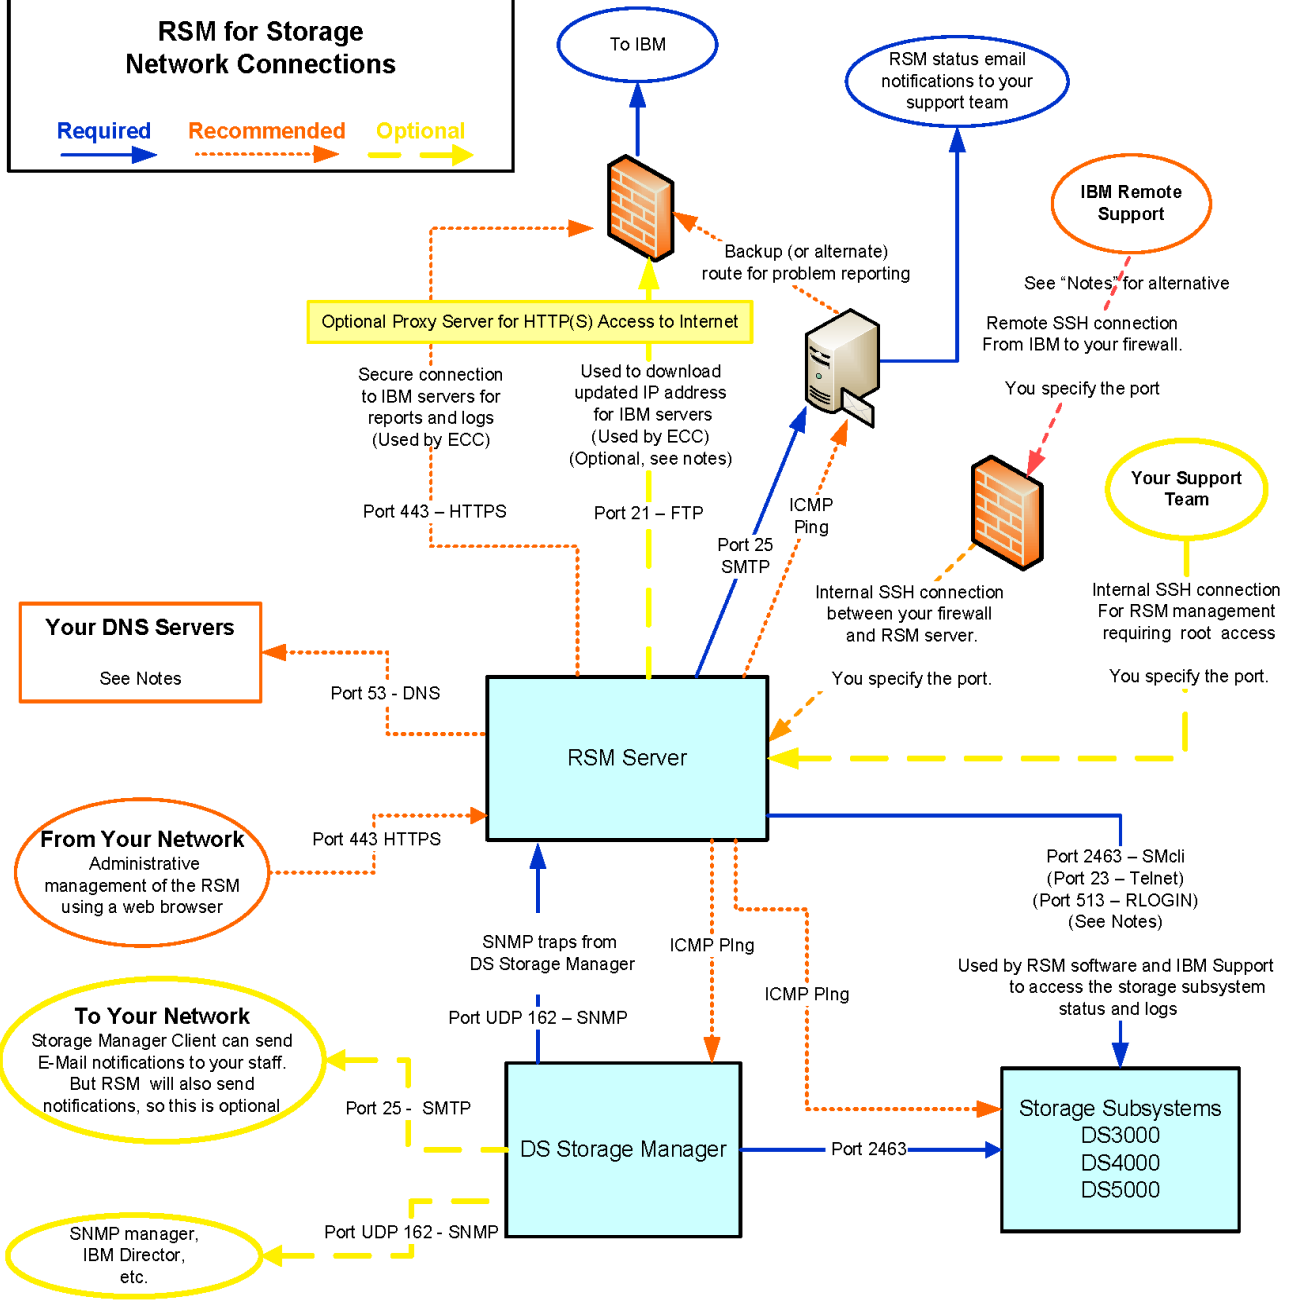 RSM for Storage
Network Connections
Required
Recommended
Optional
To IBM
RSM status email
notifications to your
support team
IBM Remote
Support
Backup (or alternate)
route for problem reporting
See “Notes” for alternative
Optional Proxy Server for HTTP(S) Access to Internet
Remote SSH connection
From IBM to your firewall.
You specify the port
Secure connection
to IBM servers for
reports and logs
(Used by ECC)
Used to download
updated IP address
for IBM servers
(Used by ECC)
(Optional, see notes)
Port 443 – HTTPS
Port 21 – FTP
ICMP
Ping
Port 25
SMTP
Your Support
Team
Internal SSH connection
between your firewall
and RSM server.
You specify the port.
Internal SSH connection
For RSM management
requiring root access
You specify the port.
Your DNS Servers
See Notes
Port 53 - DNS
RSM Server
From Your Network
Administrative
management of the RSM
using a web browser
Port 443 HTTPS
Port 2463 – SMcli
(Port 23 – Telnet)
(Port 513 – RLOGIN)
(See Notes)
Used by RSM software and IBM Support
to access the storage subsystem
status and logs
SNMP traps from
DS Storage Manager
Port UDP 162 – SNMP
ICMP PIng
ICMP PIng
To Your Network
Storage Manager Client can send
E-Mail notifications to your staff.
But RSM will also send
notifications, so this is optional
Port 25 - SMTP
DS Storage Manager
Port 2463
Storage Subsystems
DS3000
DS4000
DS5000
SNMP manager,
IBM Director,
etc.
Port UDP 162 - SNMP